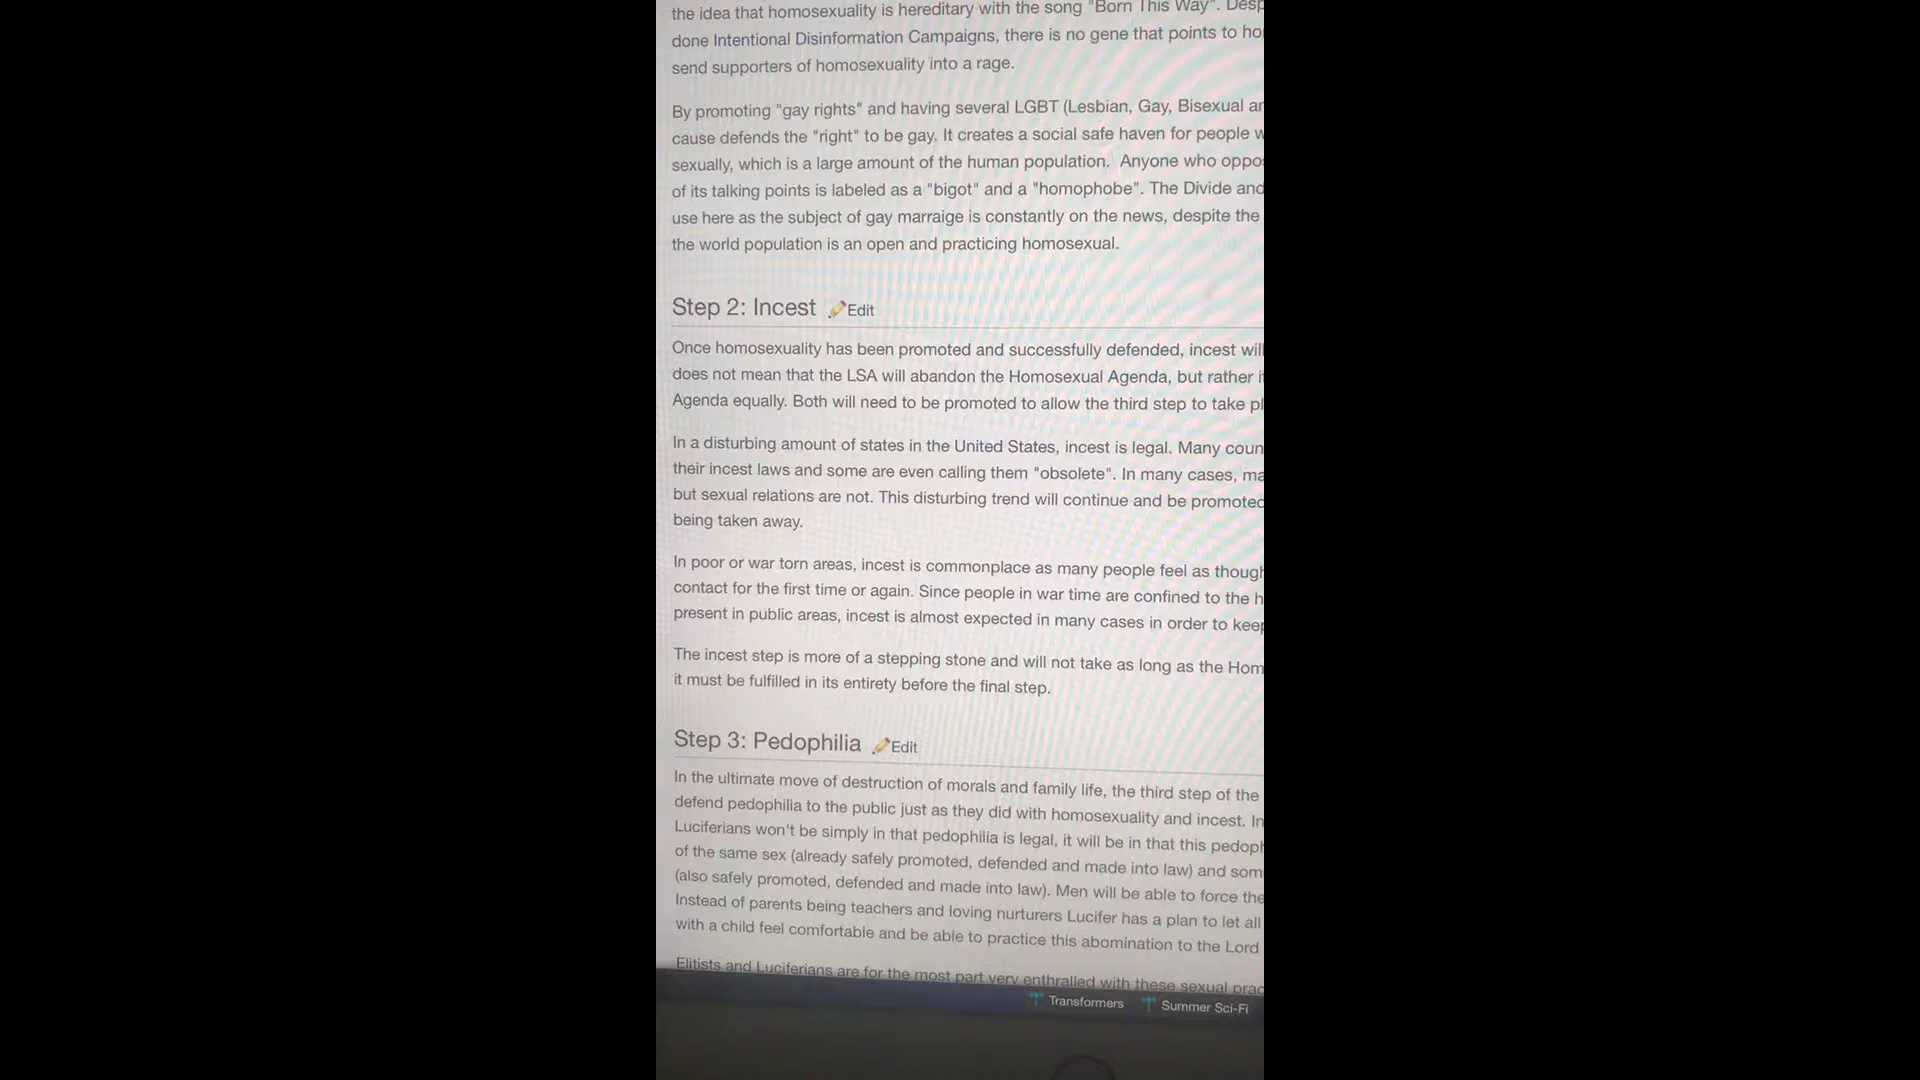 the idea that homosexuality is hereditary with the song "Born This Way". Desp
done Intentional Disinformation Campaigns, there is no gene that points to ho
send supporters of homosexuality into a rage.
By promoting "gay rights" and having several LGBT (Lesbian, Gay, Bisexual an
cause defends the "right" to be gay. It creates a social safe haven for people w
sexually, which is a large amount of the human population. Anyone who oppo
of its talking points is labeled as a "bigot" and a "homophobe". The Divide and
use here as the subject of gay marraige is constantly on the news, despite the
the world population is an open and practicing homosexual.
Step 2: Incest Edit
Once homosexuality has been promoted and successfully defended, incest will
does not mean that the LSA will abandon the Homosexual Agenda, but rather i
Agenda equally. Both will need to be promoted to allow the third step to take pl
In a disturbing amount of states in the United States, incest is legal. Many coun
their incest laws and some are even calling them "obsolete". In many cases, ma
but sexual relations are not. This disturbing trend will continue and be promoted
being taken away.
In poor or war torn areas, incest is commonplace as many people feel as though
contact for the first time or again. Since people in war time are confined to the h
present in public areas, incest is almost expected in many cases in order to keep
The incest step is more of a stepping stone and will not take as long as the Hom
it must be fulfilled in its entirety before the final step.
Step 3: Pedophilia Edit
In the ultimate move of destruction of morals and family life, the third step of the
defend pedophilia to the public just as they did with homosexuality and incest. In
Luciferians won't be simply in that pedophilia is legal, it will be in that this pedoph
of the same sex (already safely promoted, defended and made into law) and som
(also safely promoted, defended and made into law). Men will be able to force the
Instead of parents being teachers and loving nurturers Lucifer has a plan to let all
with a child feel comfortable and be able to practice this abomination to the Lord
Elitists and Luciferians are for the most part very enthralled with these sexual prac
Transformers Summer Sci-Fi